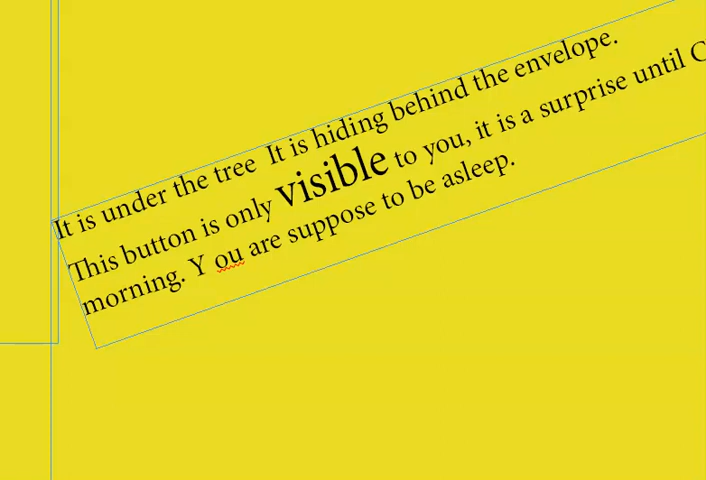 It is under the tree  It is hiding behind the envelope.
This button is only visible to you, it is a surprise until
morning. Y ou are suppose to be asleep.